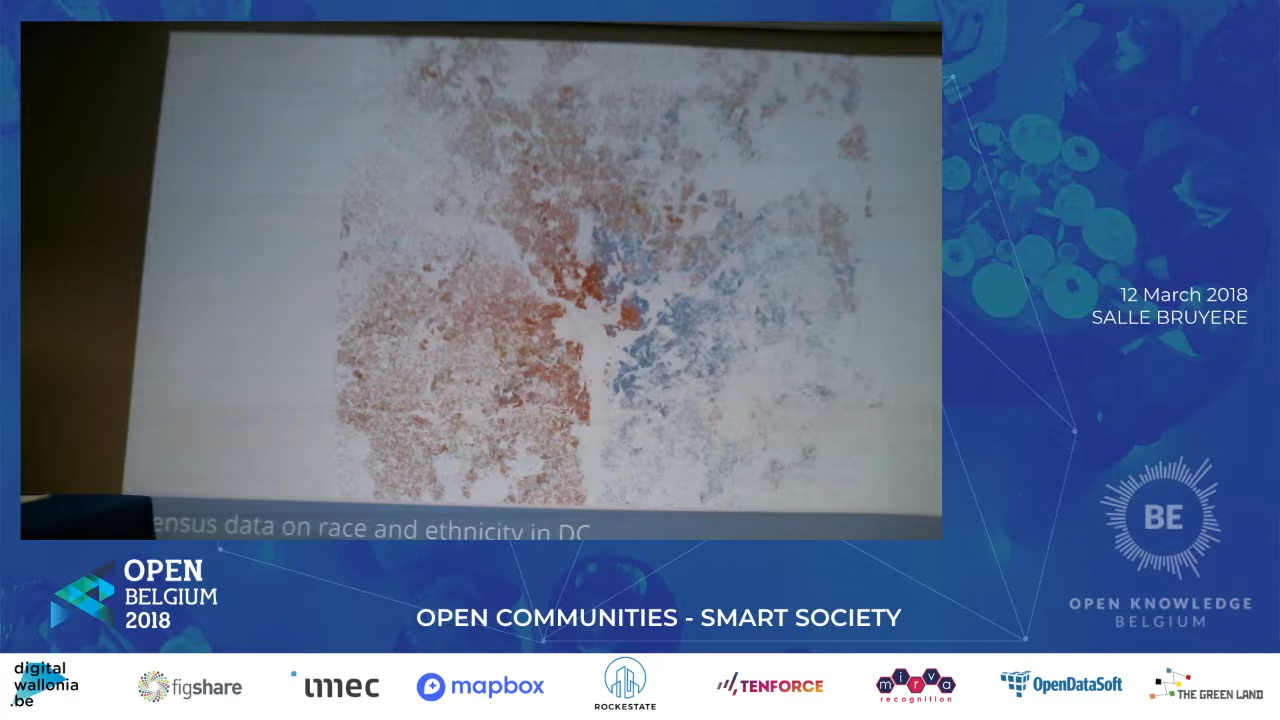 ensus data on race and ethnicity in DC
12 March 2018
SALLE BRUYERE
BE
OPEN KNOWLEDGE
BELGIUM
OPEN
BELGIUM
2018
OPEN COMMUNITIES - SMART SOCIETY
digital
wallonia
.be
figshare
imec
mapbox
ROCKESTATE
TENFORCE
mirva
recognition
OpenDataSoft
THE GREEN LAND